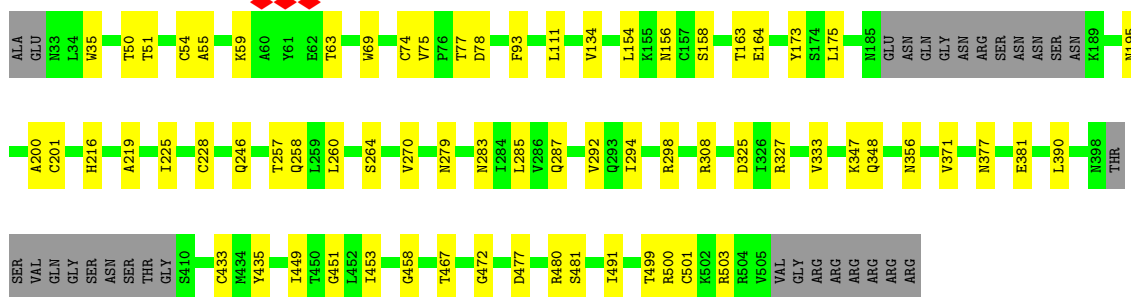 ALA GLU N33 L34 W35 T50 T51 C54 A55 K59 A60 Y61 E62 T63 W69 C74 V75 P76 T77 D78 F93 L111 V134 L154 K155 N156 C157 S158 T163 E164 Y173 S174 L175 N185 GLU ASN GLN GLY ASN ARG SER ASN ASN SER ASN K189 N195
A200 C201 H216 A219 I225 C228 Q246 T257 Q258 L259 L260 S264 V270 N279 N283 I284 L285 V286 Q287 V292 Q293 I294 R298 R308 D325 I326 R327 V333 K347 Q348 N356 V371 N377 E381 L390 N398 THR
SER VAL GLN GLY SER ASN SER THR GLY S410 C433 M434 Y435 I449 T450 G451 L452 I453 G458 T467 G472 D477 R480 S481 I491 T499 R500 C501 K502 R503 R504 V505 VAL GLY ARG ARG ARG ARG ARG ARG